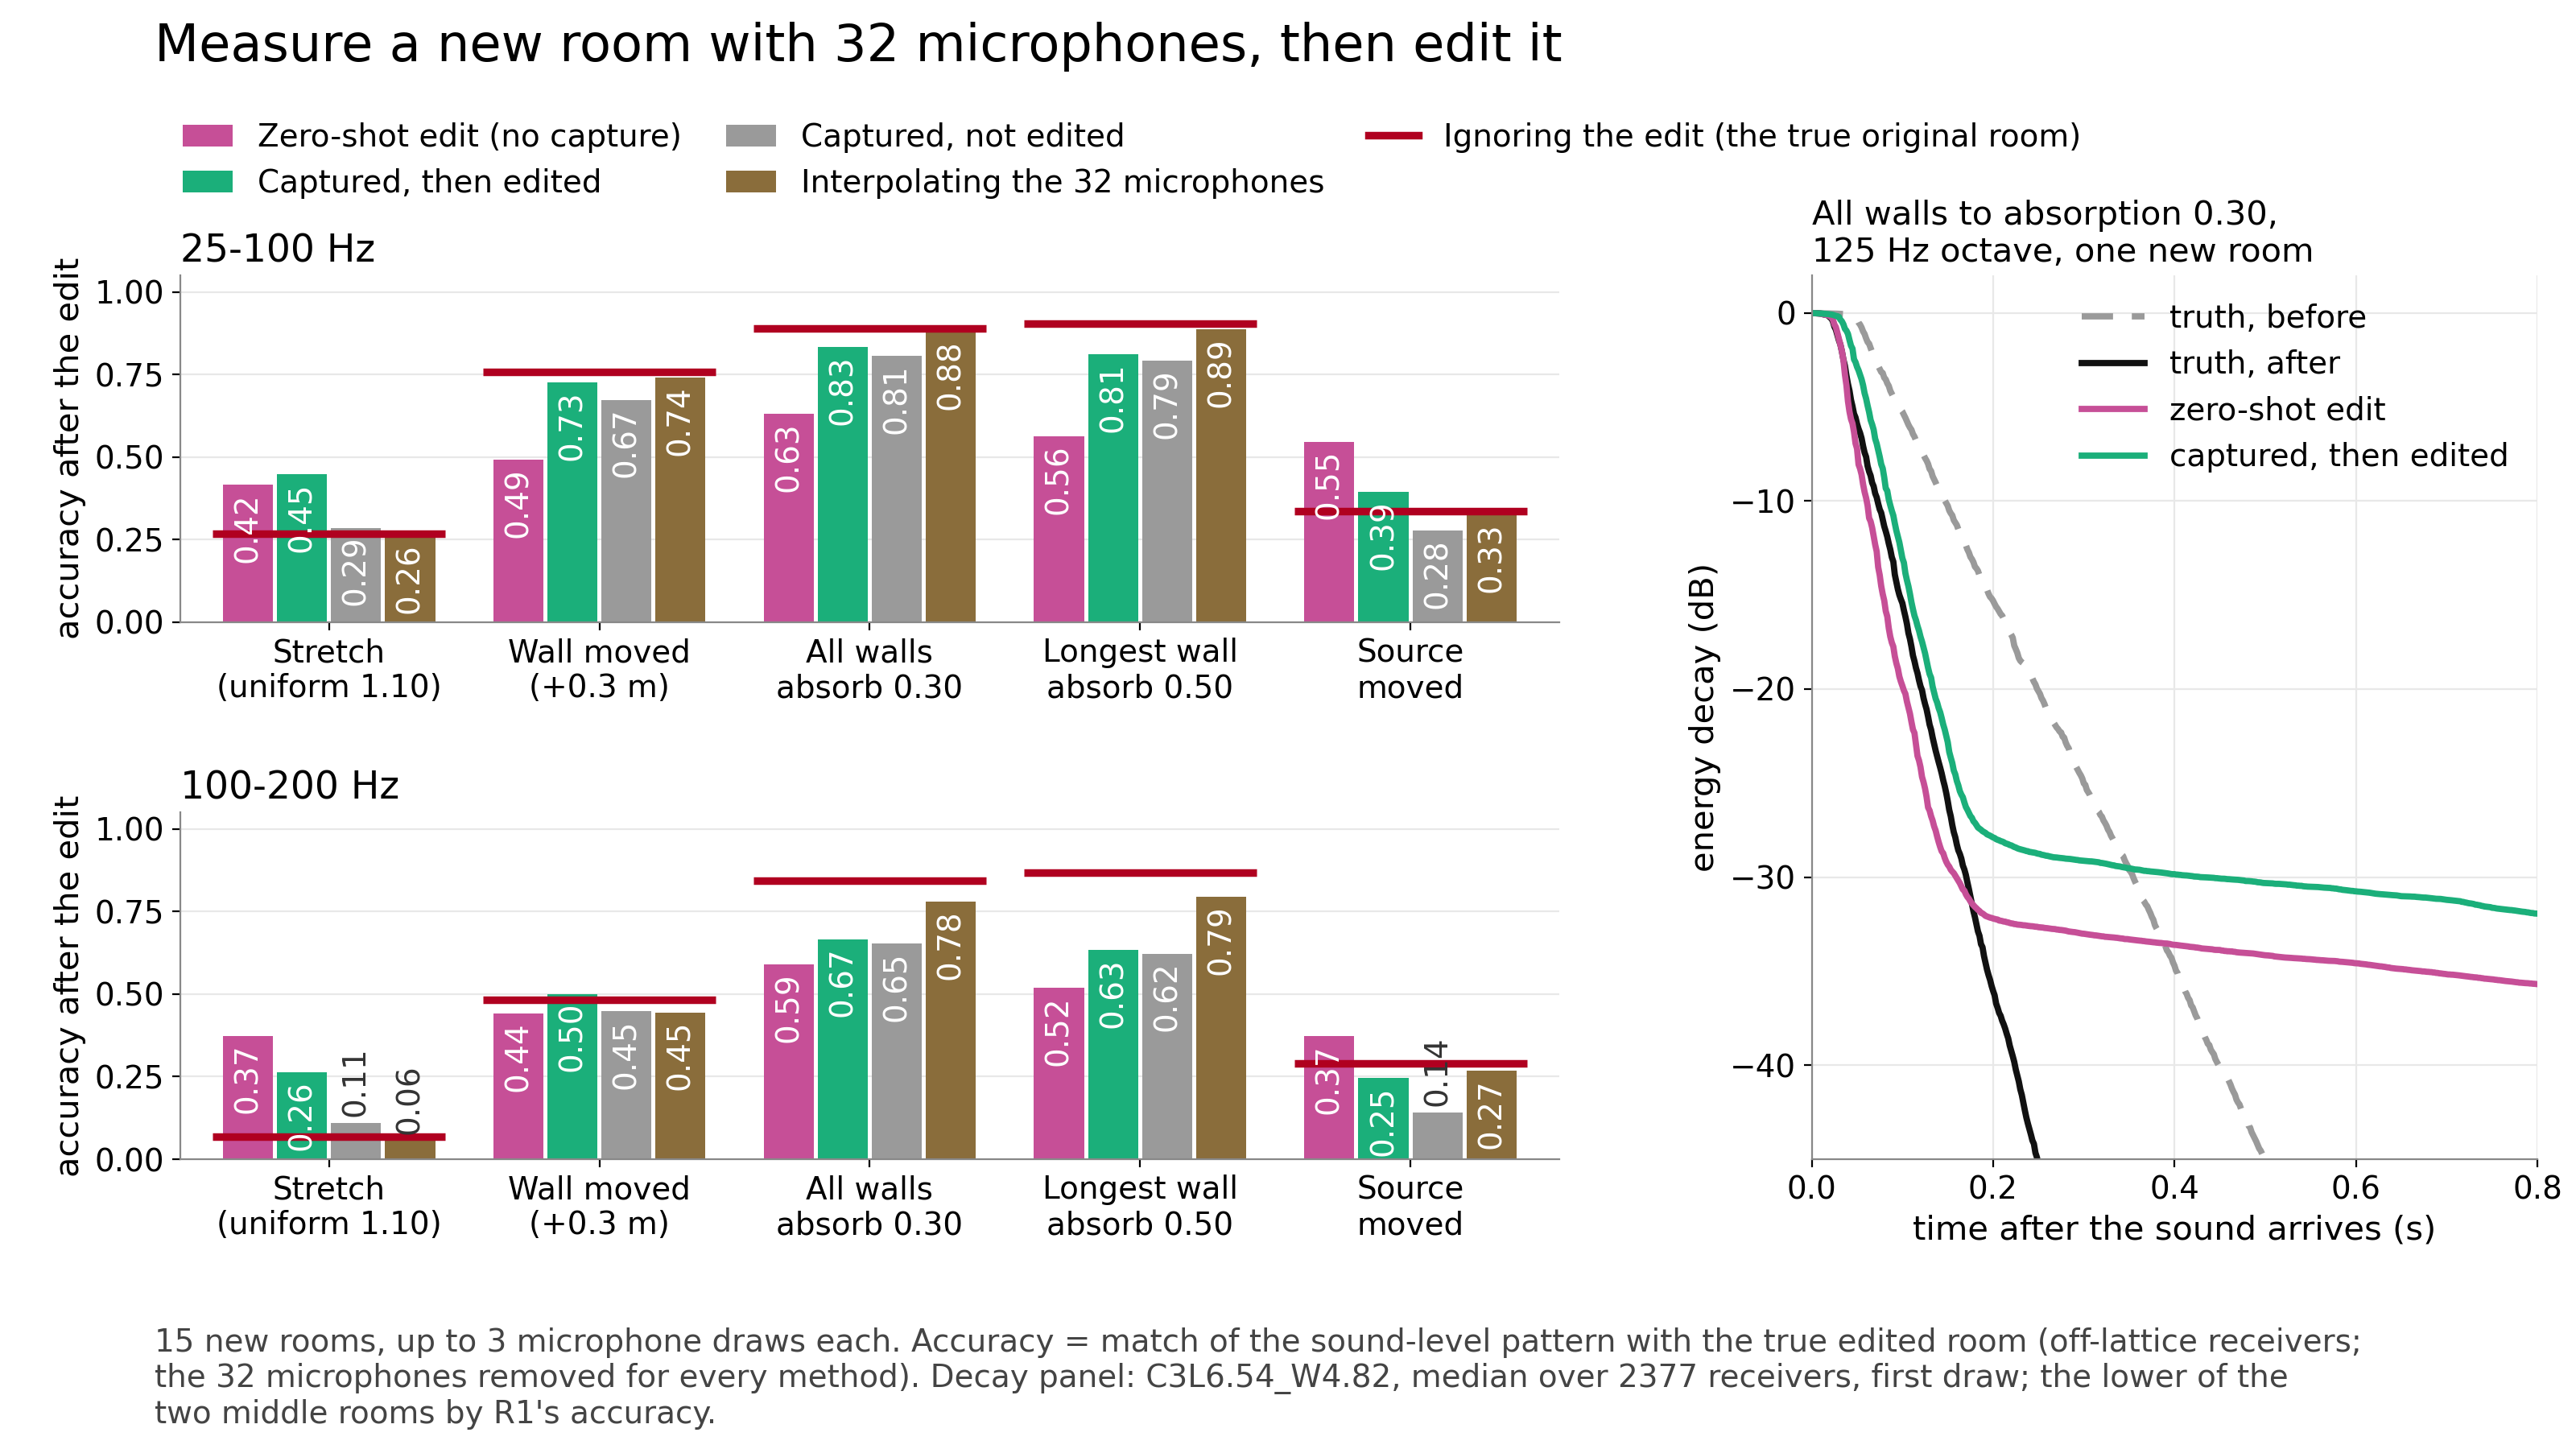 Measure a new room with 32 microphones, then edit it
Zero-shot edit (no capture)
Captured, then edited
Captured, not edited
Interpolating the 32 microphones
Ignoring the edit (the true original room)
25-100 Hz
accuracy after the edit
1.00
0.75
0.50
0.25
0.00
0.42
0.45
0.29
0.26
0.49
0.73
0.67
0.74
0.63
0.83
0.81
0.88
0.56
0.81
0.79
0.89
0.55
0.39
0.28
0.33
Stretch
(uniform 1.10)
Wall moved
(+0.3 m)
All walls
absorb 0.30
Longest wall
absorb 0.50
Source
moved
100-200 Hz
accuracy after the edit
1.00
0.75
0.50
0.25
0.00
0.37
0.26
0.11
0.06
0.44
0.50
0.45
0.45
0.59
0.67
0.65
0.78
0.52
0.63
0.62
0.79
0.37
0.25
0.14
0.27
Stretch
(uniform 1.10)
Wall moved
(+0.3 m)
All walls
absorb 0.30
Longest wall
absorb 0.50
Source
moved
All walls to absorption 0.30,
125 Hz octave, one new room
truth, before
truth, after
zero-shot edit
captured, then edited
energy decay (dB)
0
−10
−20
−30
−40
0.0
0.2
0.4
0.6
0.8
time after the sound arrives (s)
15 new rooms, up to 3 microphone draws each. Accuracy = match of the sound-level pattern with the true edited room (off-lattice receivers;
the 32 microphones removed for every method). Decay panel: C3L6.54_W4.82, median over 2377 receivers, first draw; the lower of the
two middle rooms by R1's accuracy.